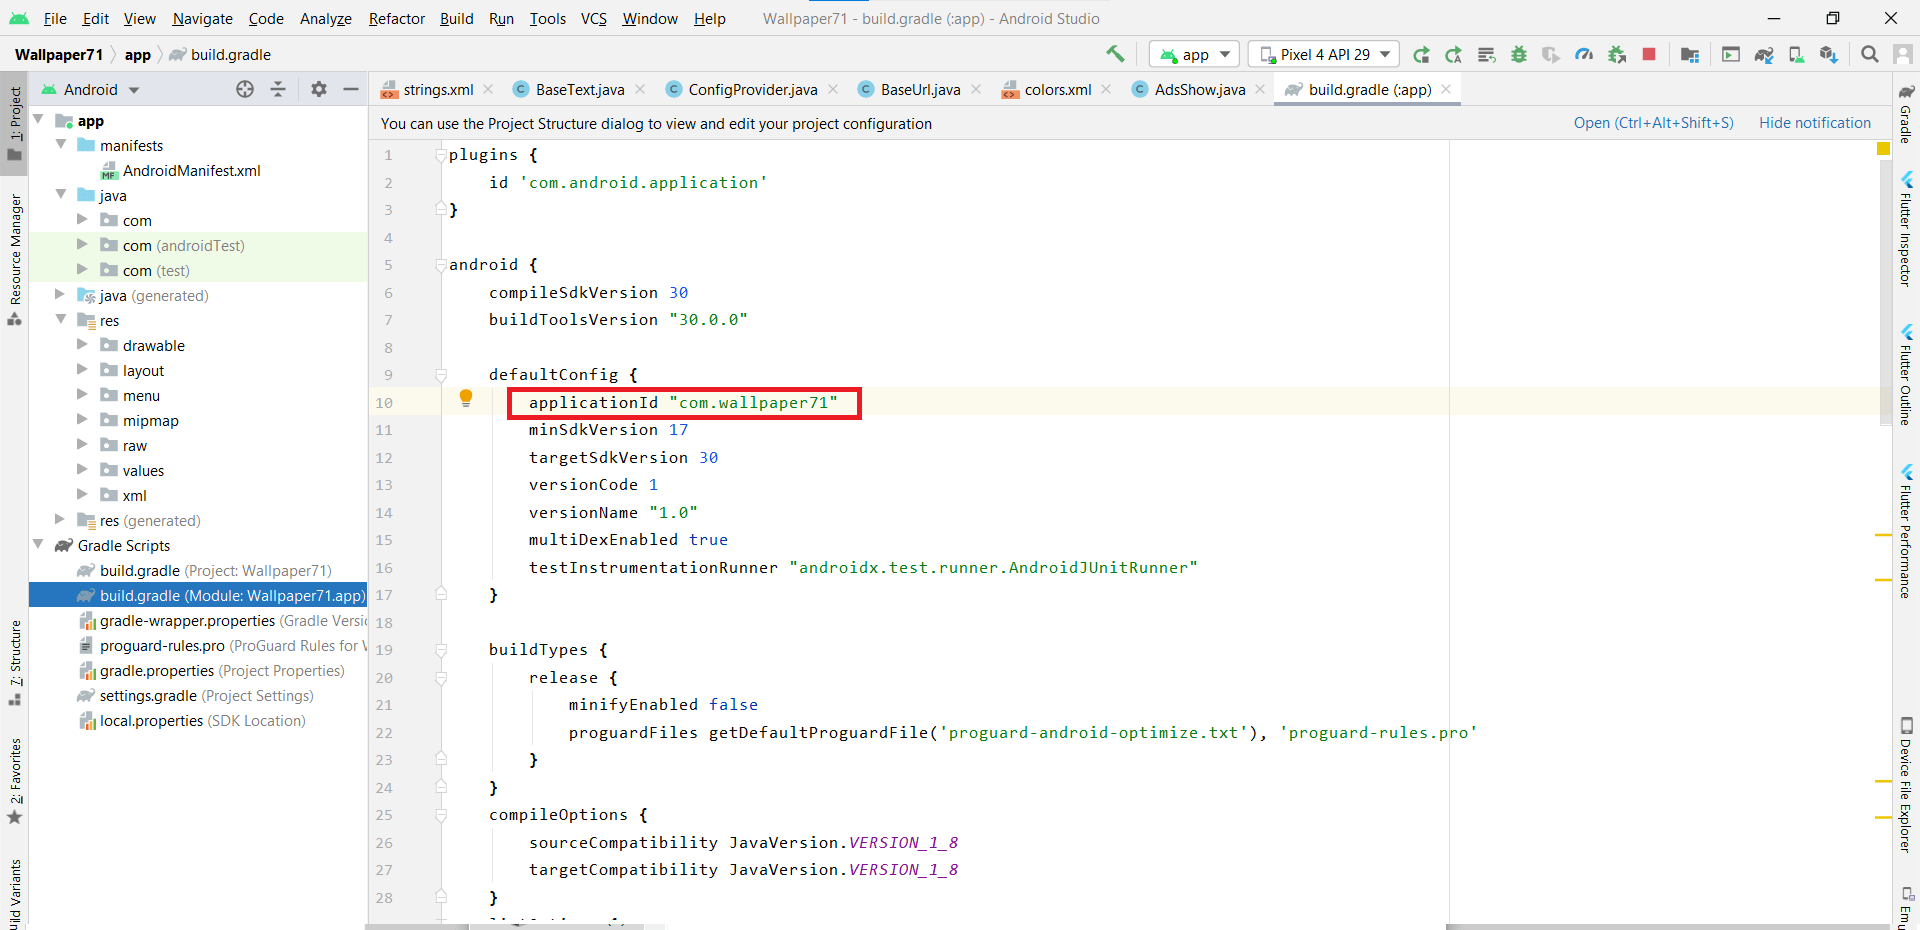 File Edit View Navigate Code Analyze Refactor Build Run Tools VCS Window Help Wallpaper71 - build.gradle (:app) - Android Studio
Wallpaper71 app build.gradle app Pixel 4 API 29
Android strings.xml BaseText.java ConfigProvider.java BaseUrl.java colors.xml AdsShow.java build.gradle (:app)
You can use the Project Structure dialog to view and edit your project configuration Open (Ctrl+Alt+Shift+S) Hide notification
1: Project
Resource Manager
7: Structure
2: Favorites
app
manifests
AndroidManifest.xml
java
com
com (androidTest)
com (test)
java (generated)
res
drawable
layout
menu
mipmap
raw
values
xml
res (generated)
Gradle Scripts
build.gradle (Project: Wallpaper71)
build.gradle (Module: Wallpaper71.app)
gradle-wrapper.properties (Gradle Versi
proguard-rules.pro (ProGuard Rules for
gradle.properties (Project Properties)
settings.gradle (Project Settings)
local.properties (SDK Location)
1 plugins {
2 id 'com.android.application'
3 }
4
5 android {
6 compileSdkVersion 30
7 buildToolsVersion "30.0.0"
8
9 defaultConfig {
10 applicationId "com.wallpaper71"
11 minSdkVersion 17
12 targetSdkVersion 30
13 versionCode 1
14 versionName "1.0"
15 multiDexEnabled true
16 testInstrumentationRunner "androidx.test.runner.AndroidJUnitRunner"
17 }
18
19 buildTypes {
20 release {
21 minifyEnabled false
22 proguardFiles getDefaultProguardFile('proguard-android-optimize.txt'), 'proguard-rules.pro'
23 }
24 }
25 compileOptions {
26 sourceCompatibility JavaVersion.VERSION_1_8
27 targetCompatibility JavaVersion.VERSION_1_8
28 }
Gradle
Flutter Inspector
Flutter Outline
Flutter Performance
Device File Explorer